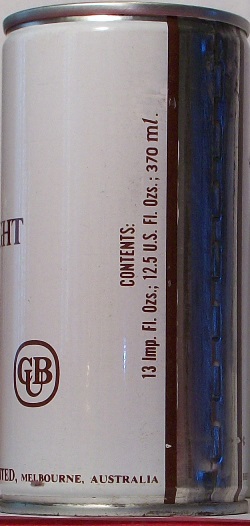 HT
CONTENTS:
13 Imp. Fl. Ozs.; 12.5 U.S. Fl. Ozs.; 370 ml.
CUB
TED, MELBOURNE, AUSTRALIA